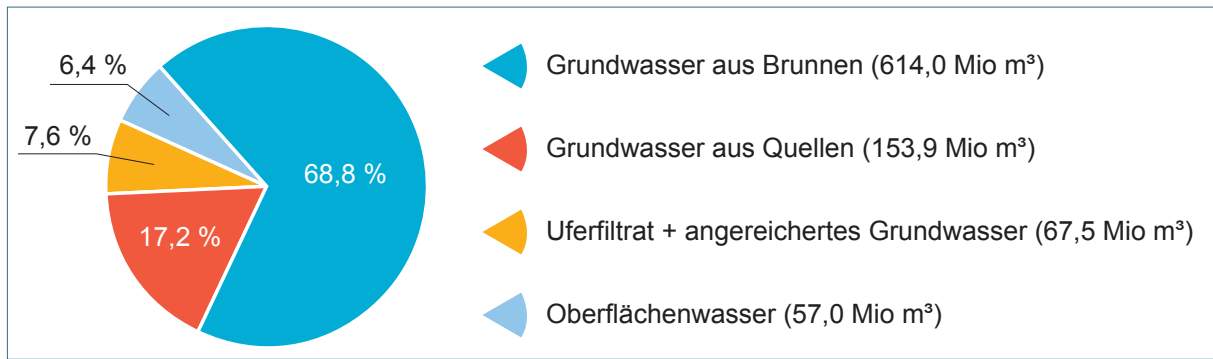 6,4 %
7,6 %
68,8 %
17,2 %
Grundwasser aus Brunnen (614,0 Mio m³)
Grundwasser aus Quellen (153,9 Mio m³)
Uferfiltrat + angereichertes Grundwasser (67,5 Mio m³)
Oberflächenwasser (57,0 Mio m³)